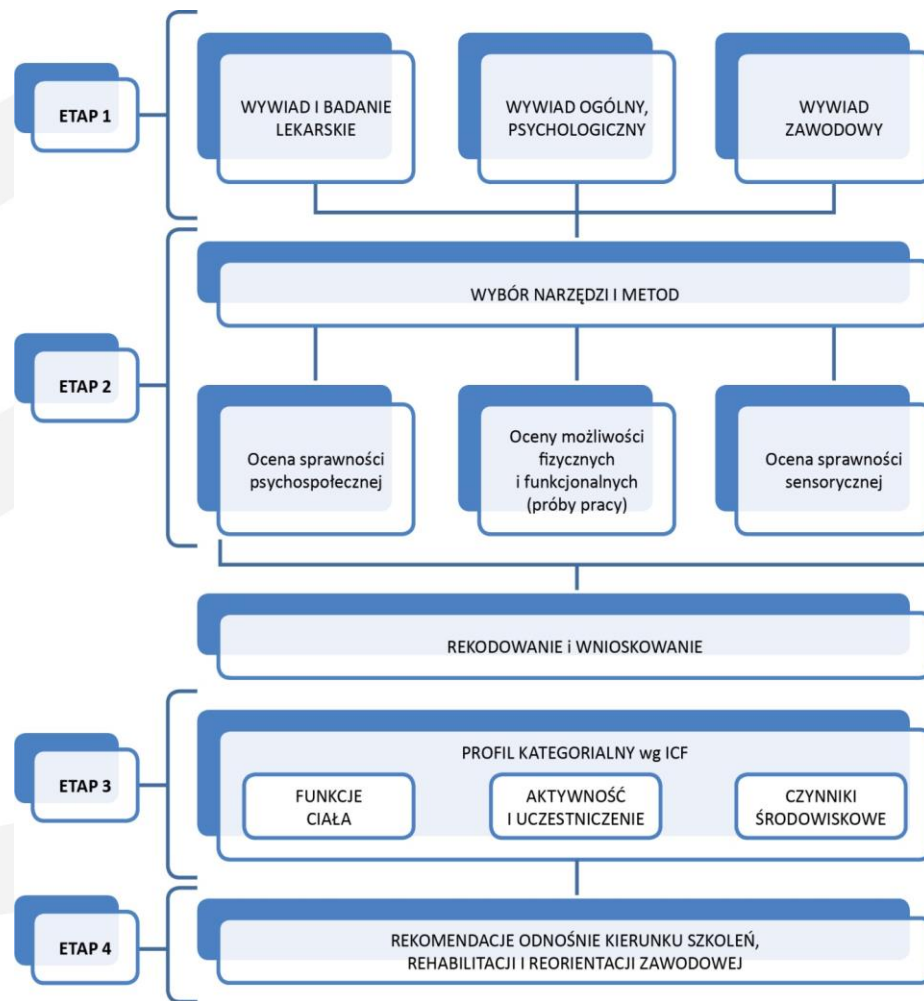 ETAP 1
WYWIAD I BADANIE
LEKARSKIE
WYWIAD OGÓLNY,
PSYCHOLOGICZNY
WYWIAD
ZAWODOWY
ETAP 2
WYBÓR NARZĘDZI I METOD
Ocena sprawności
psychospołecznej
Oceny możliwości
fizycznych
i funkcjonalnych
(próby pracy)
Ocena sprawności
sensorycznej
REKODOWANIE i WNIOSKOWANIE
ETAP 3
PROFIL KATEGORIALNY wg ICF
FUNKCJE
CIAŁA
AKTYWNOŚĆ
I UCZESTNICZENIE
CZYNNIKI
ŚRODOWISKOWE
ETAP 4
REKOMENDACJE ODNOŚNIE KIERUNKU SZKOLEŃ,
REHABILITACJI I REORIENTACJI ZAWODOWEJ